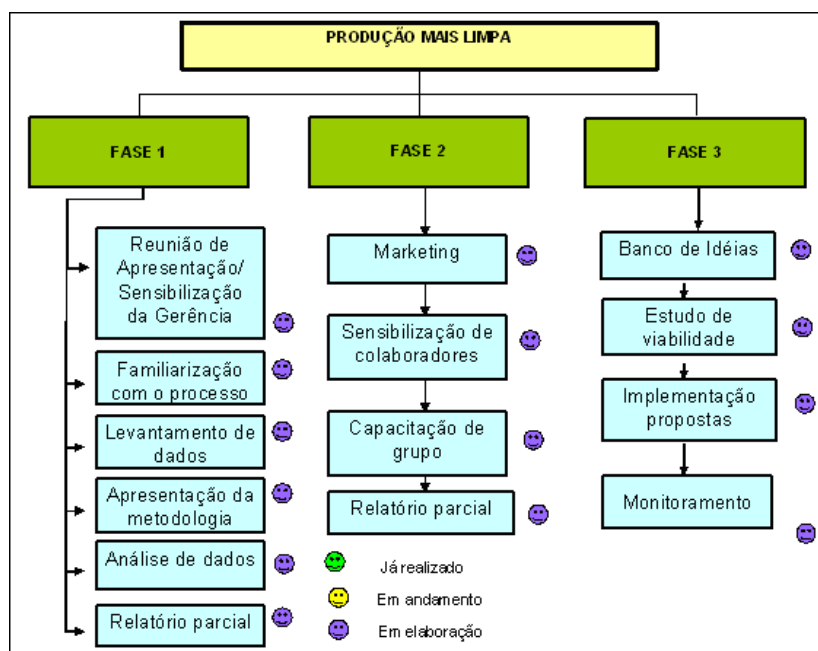 PRODUÇÃO MAIS LIMPA
FASE 1
Reunião de
Apresentação/
Sensibilização
da Gerência
Familiarização
com o processo
Levantamento de
dados
Apresentação da
metodologia
Análise de dados
Relatório parcial
FASE 2
Marketing
Sensibilização de
colaboradores
Capacitação de
grupo
Relatório parcial
FASE 3
Banco de Idéias
Estudo de
viabilidade
Implementação
propostas
Monitoramento
Já realizado
Em andamento
Em elaboração